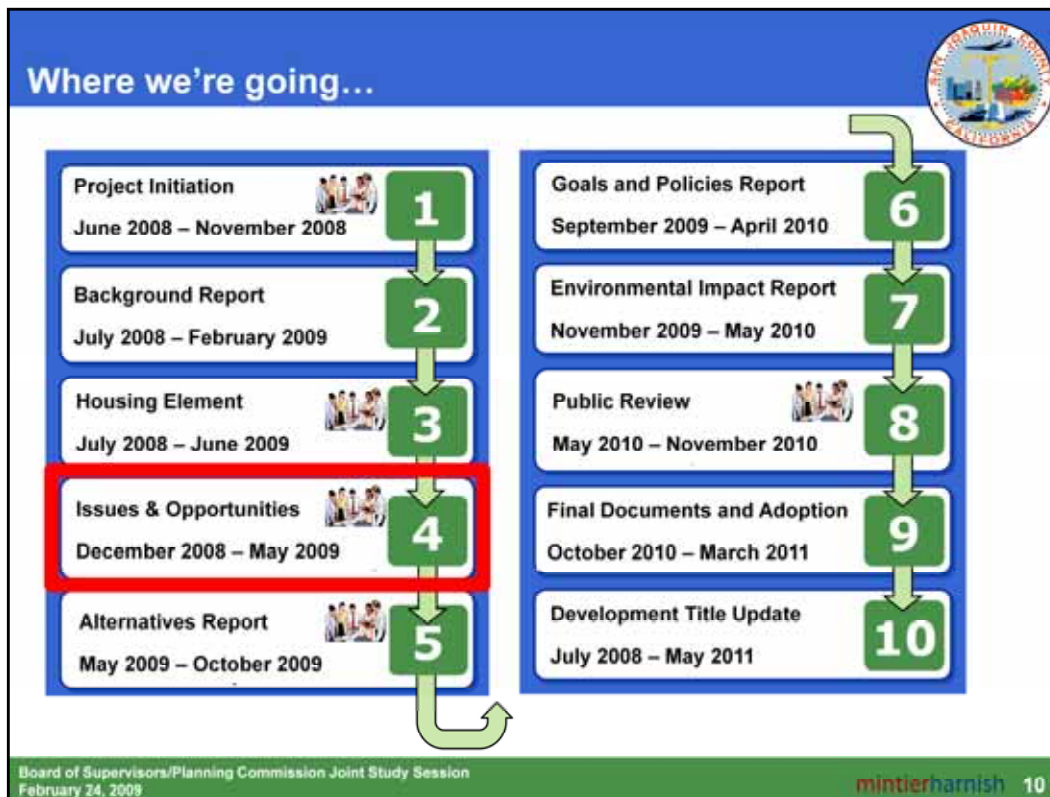 Where we're going…
SAN JOAQUIN COUNTY
CALIFORNIA
Project Initiation
June 2008 – November 2008
1
Background Report
July 2008 – February 2009
2
Housing Element
July 2008 – June 2009
3
Issues & Opportunities
December 2008 – May 2009
4
Alternatives Report
May 2009 – October 2009
5
Goals and Policies Report
September 2009 – April 2010
6
Environmental Impact Report
November 2009 – May 2010
7
Public Review
May 2010 – November 2010
8
Final Documents and Adoption
October 2010 – March 2011
9
Development Title Update
July 2008 – May 2011
10
Board of Supervisors/Planning Commission Joint Study Session
February 24, 2009
mintierharnish 10